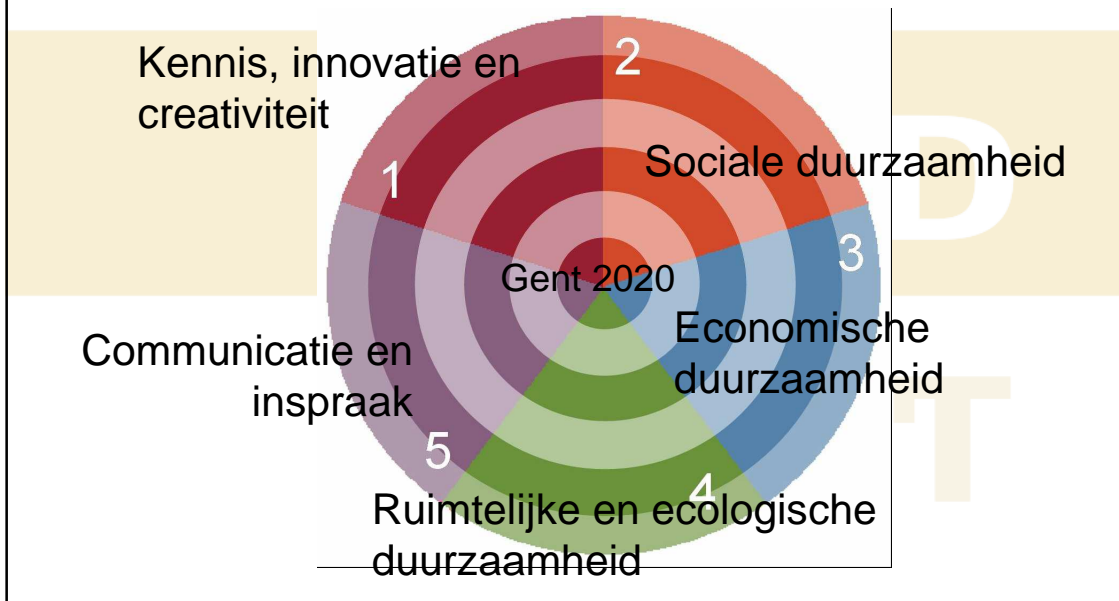 Kennis, innovatie en
creativiteit
1
2
Sociale duurzaamheid
D
3
Gent 2020
Economische
duurzaamheid
Communicatie en
inspraak
T
5
4
Ruimtelijke en ecologische
duurzaamheid